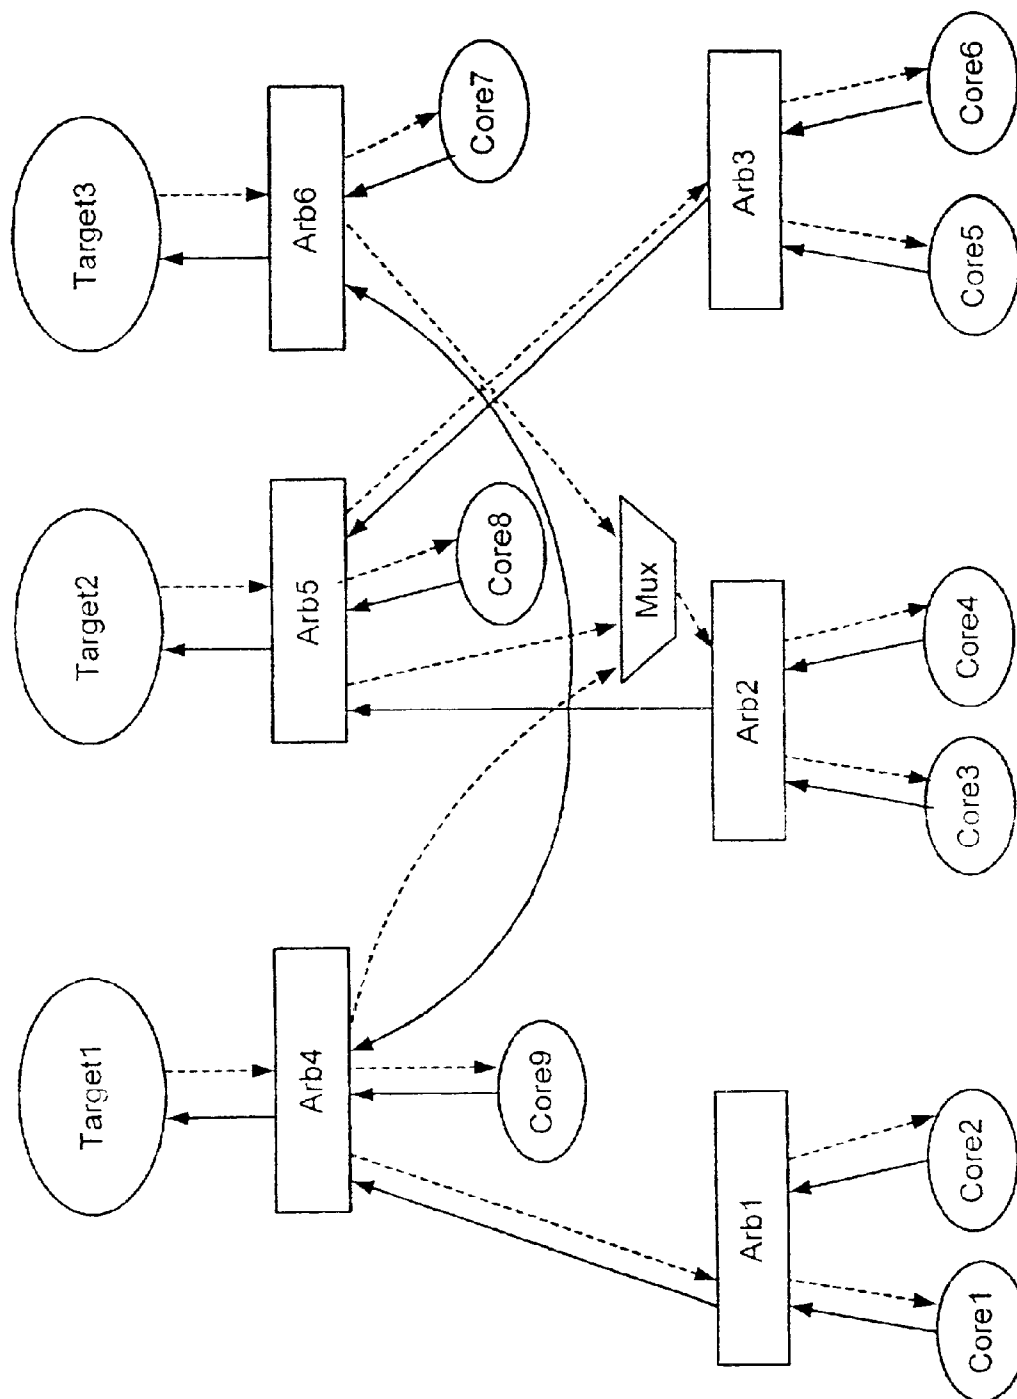 Target1
Target2
Target3
Arb4
Arb5
Arb6
Core9
Core8
Core7
Mux
Arb1
Arb2
Arb3
Core1
Core2
Core3
Core4
Core5
Core6